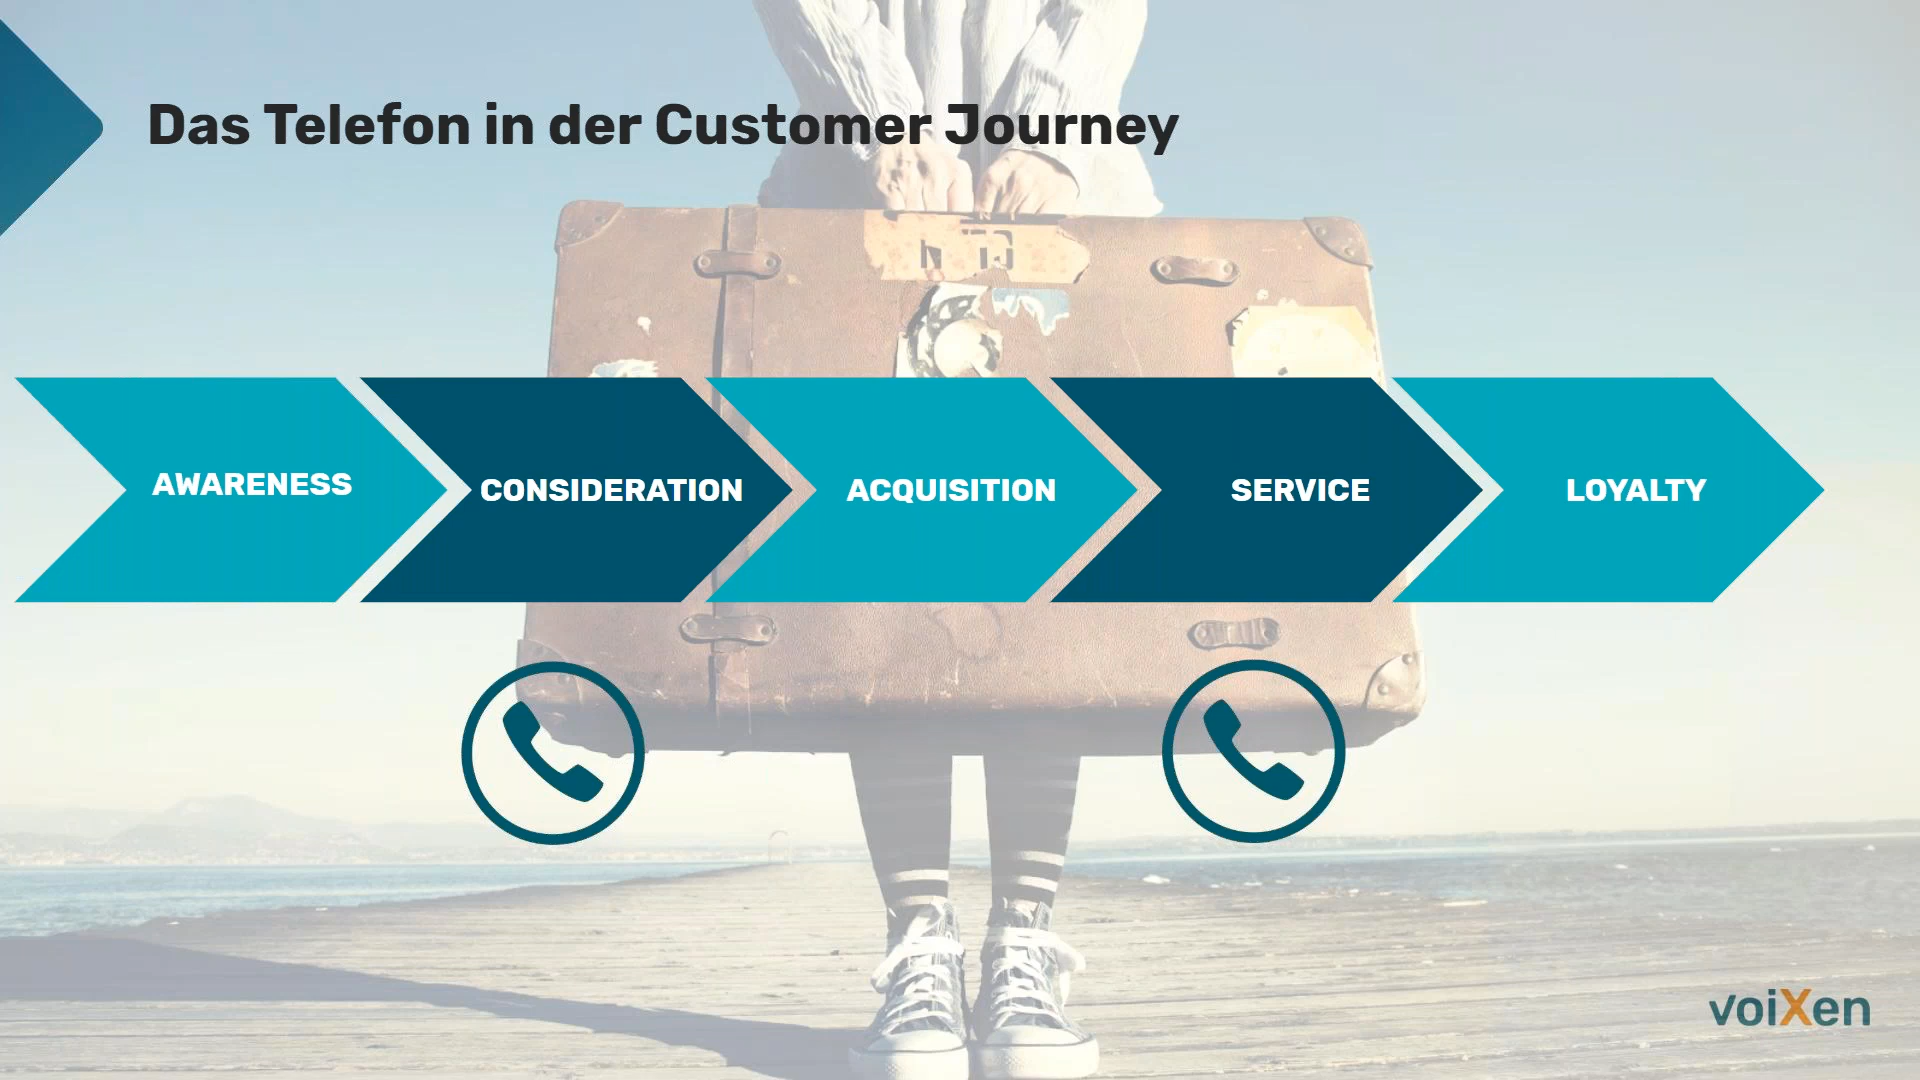 Das Telefon in der Customer Journey
AWARENESS
CONSIDERATION
ACQUISITION
SERVICE
LOYALTY
voiXen